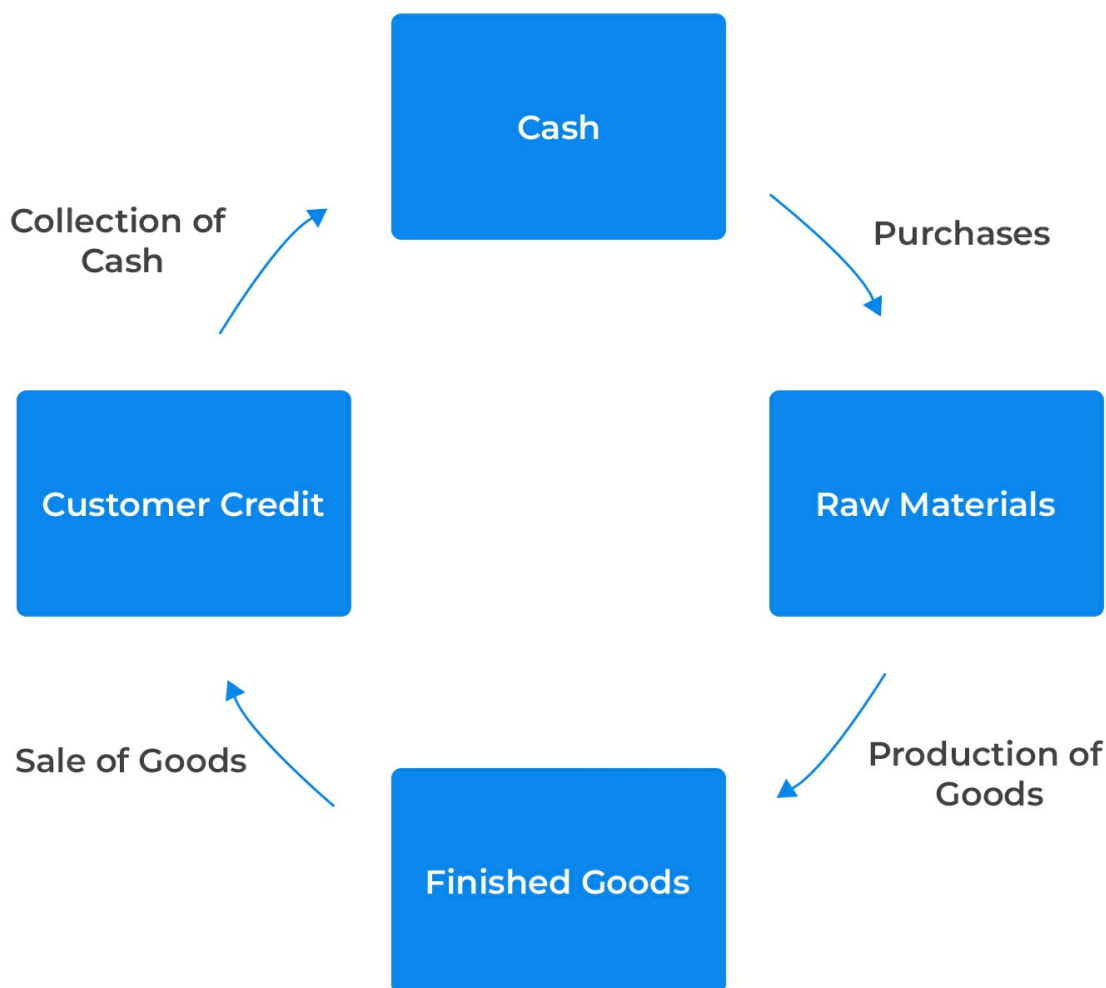 Cash
Collection of
Cash
Purchases
Customer Credit
Raw Materials
Sale of Goods
Production of
Goods
Finished Goods